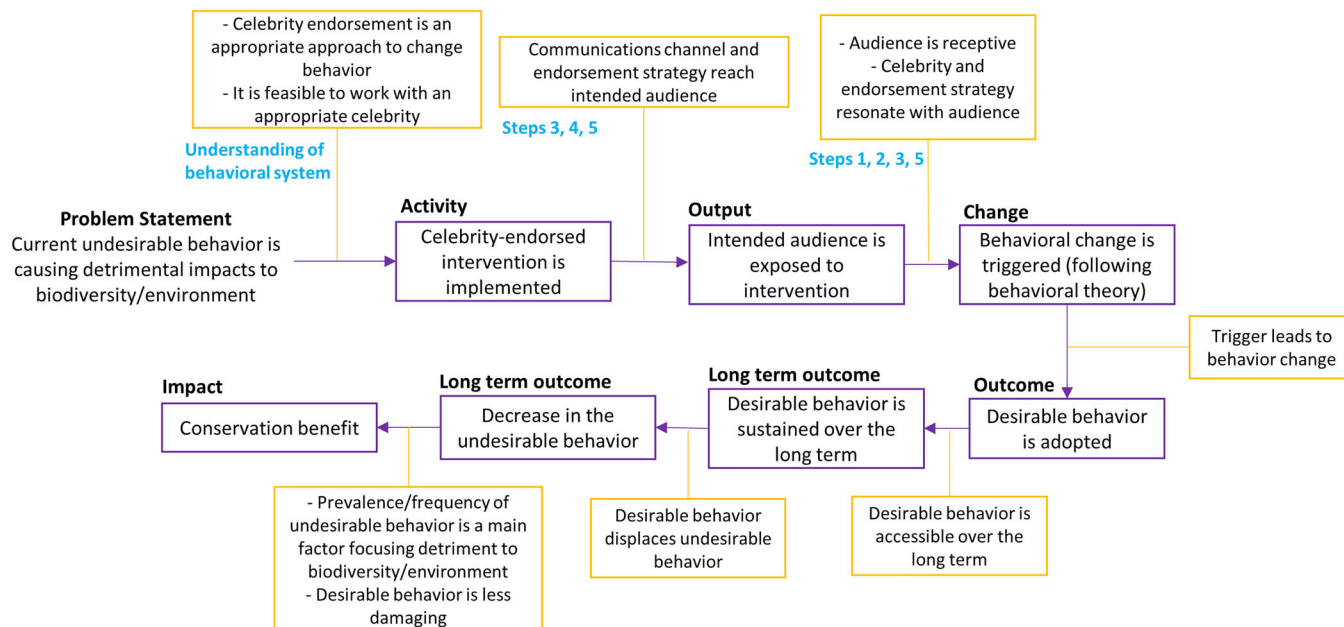 - Celebrity endorsement is an
appropriate approach to change
behavior
- It is feasible to work with an
appropriate celebrity
Communications channel and
endorsement strategy reach
intended audience
- Audience is receptive
- Celebrity and
endorsement strategy
resonate with audience
Understanding of
behavioral system
Steps 3, 4, 5
Steps 1, 2, 3, 5
Problem Statement
Current undesirable behavior is
causing detrimental impacts to
biodiversity/environment
Activity
Celebrity-endorsed
intervention is
implemented
Output
Intended audience is
exposed to
intervention
Change
Behavioral change is
triggered (following
behavioral theory)
Trigger leads to
behavior change
Outcome
Desirable behavior
is adopted
Long term outcome
Desirable behavior is
sustained over the
long term
Long term outcome
Decrease in the
undesirable behavior
Impact
Conservation benefit
- Prevalence/frequency of
undesirable behavior is a main
factor focusing detriment to
biodiversity/environment
- Desirable behavior is less
damaging
Desirable behavior
displaces undesirable
behavior
Desirable behavior is
accessible over the
long term